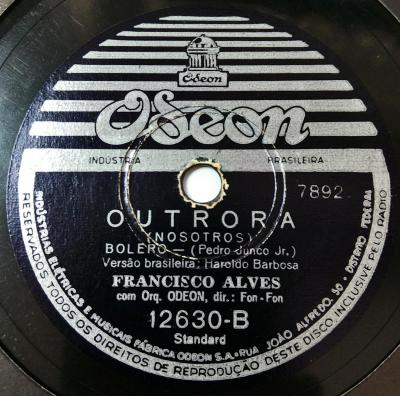 Odeon
Odeon
INDÚSTRIA BRASILEIRA
7892
OUTRORA
(NOSOTROS)
BOLERO — (Pedro Junco Jr.)
Versão brasileira: Haroldo Barbosa
FRANCISCO ALVES
com Orq. ODEON, dir.: Fon-Fon
12630-B
Standard
INDÚSTRIAS ELÉTRICAS E MUSICAIS FÁBRICA ODEON S.A. - RUA JOÃO ALFREDO, 50 - DISTRITO FEDERAL
RESERVADOS TODOS OS DIREITOS DE REPRODUÇÃO DESTE DISCO INCLUSIVE PELO RADIO